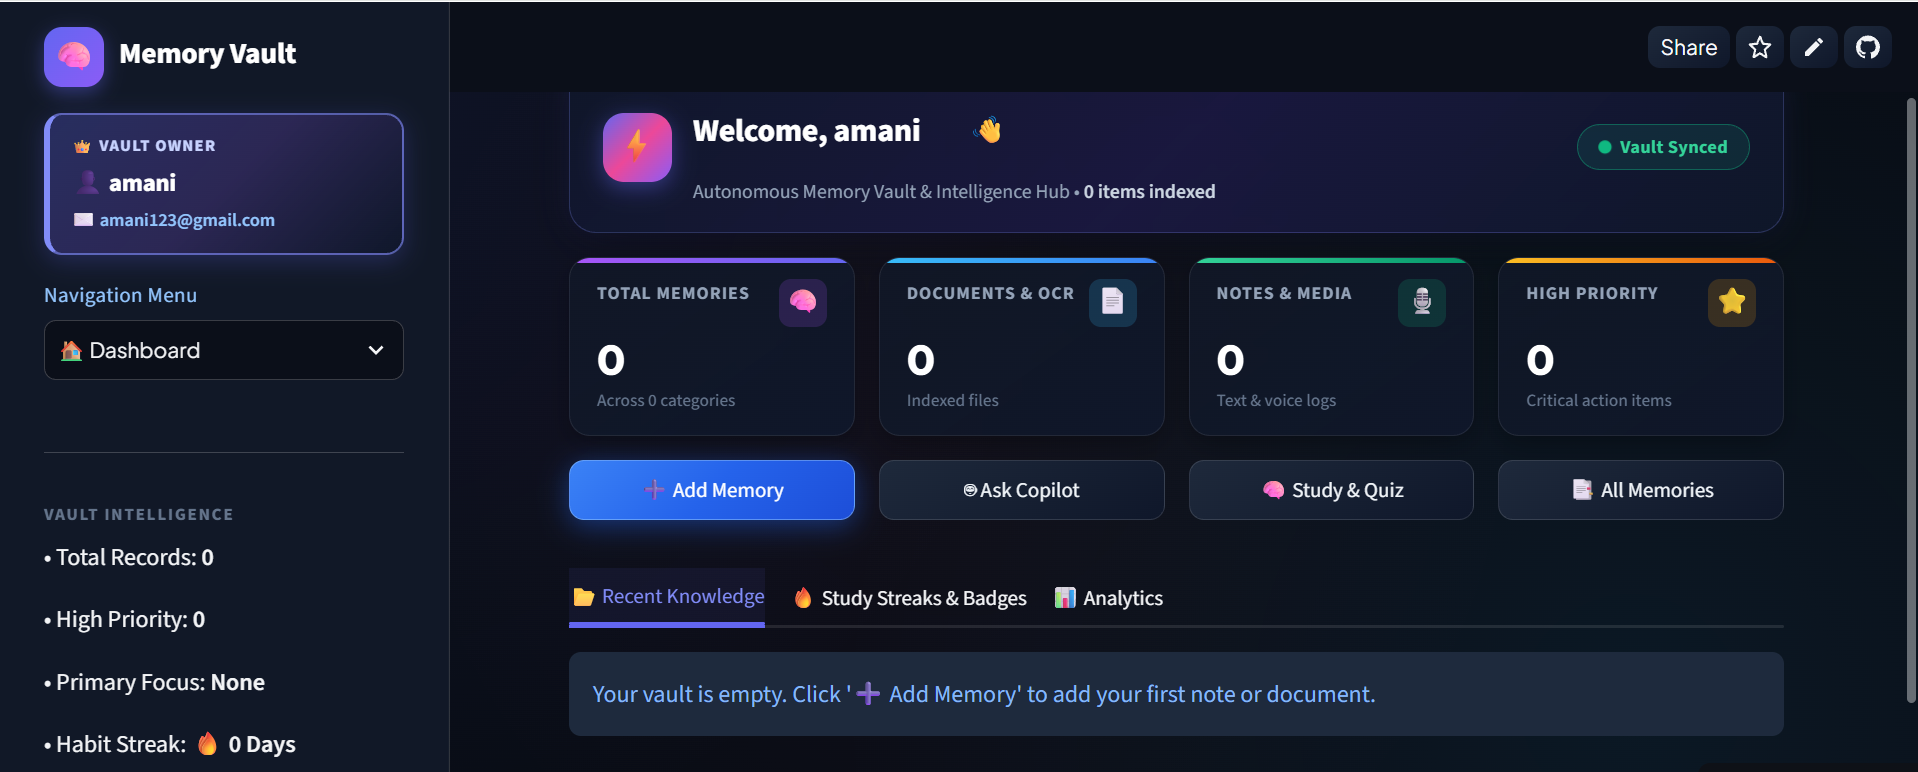 Memory Vault
VAULT OWNER
amani
amani123@gmail.com
Navigation Menu
Dashboard
VAULT INTELLIGENCE
• Total Records: 0
• High Priority: 0
• Primary Focus: None
• Habit Streak: 🔥 0 Days
Share
Welcome, amani 👋
Autonomous Memory Vault & Intelligence Hub • 0 items indexed
Vault Synced
TOTAL MEMORIES
0
Across 0 categories
DOCUMENTS & OCR
0
Indexed files
NOTES & MEDIA
0
Text & voice logs
HIGH PRIORITY
0
Critical action items
➕ Add Memory
Ask Copilot
Study & Quiz
All Memories
Recent Knowledge
Study Streaks & Badges
Analytics
Your vault is empty. Click '➕ Add Memory' to add your first note or document.